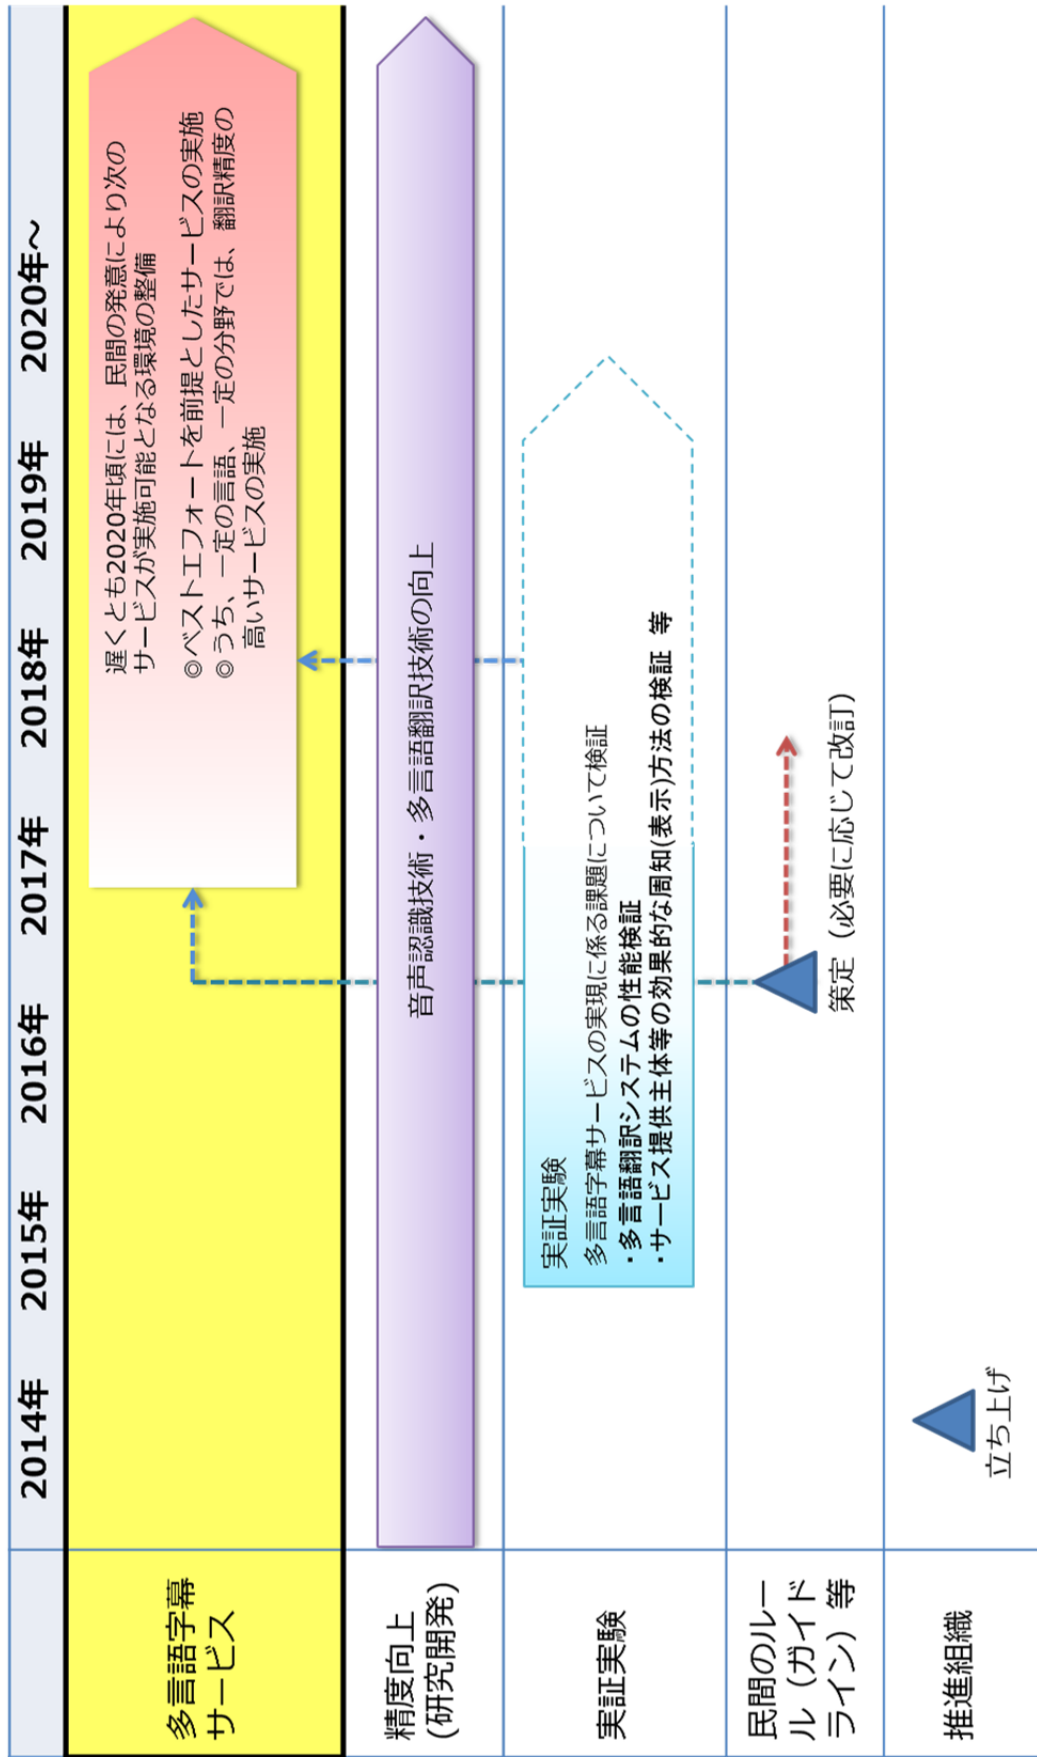 2014年 2015年 2016年 2017年 2018年 2019年 2020年～
多言語字幕
サービス
遅くとも2020年頃には、民間の発意により次の
サービスが実施可能となる環境の整備
◎ベストエフォートを前提としたサービスの実施
◎うち、一定の言語、一定の分野では、翻訳精度の
高いサービスの実施
精度向上
(研究開発)
音声認識技術・多言語翻訳技術の向上
実証実験
実証実験
多言語字幕サービスの実現に係る課題について検証
・多言語翻訳システムの性能検証
・サービス提供主体等の効果的な周知(表示)方法の検証 等
民間のルー
ル（ガイド
ライン）等
策定（必要に応じて改訂）
推進組織
立ち上げ